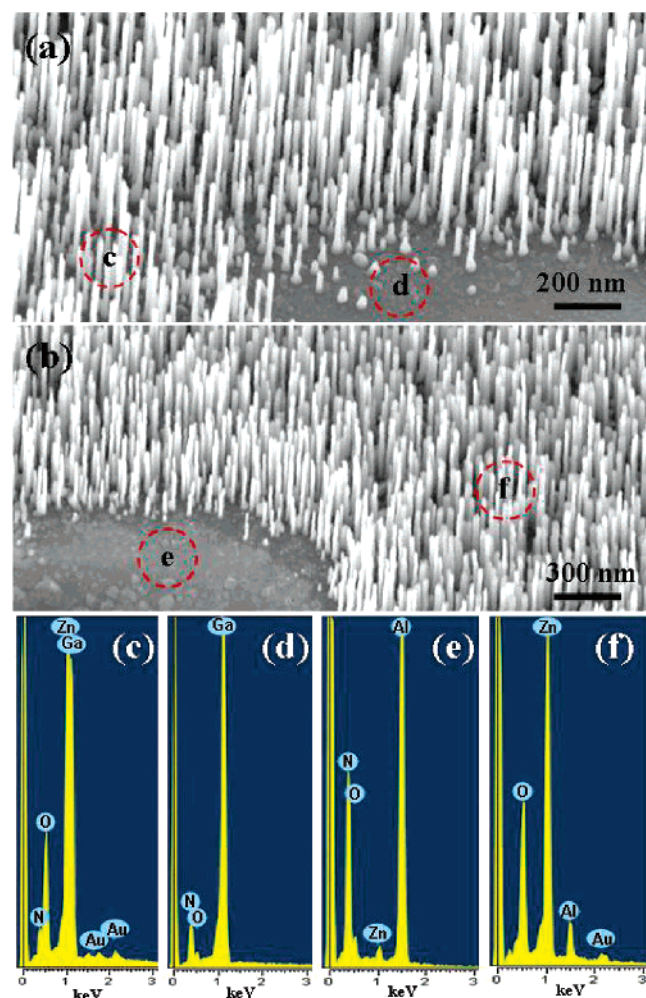 (a)
c
d
200 nm
(b)
f
e
300 nm
Zn
Ga
(c)
O
N
Au
Au
0 1 2 3
keV
Ga
(d)
N
O
0 1 2 3
keV
Al
(e)
N
O
Zn
0 1 2 3
keV
Zn
(f)
O
Al
Au
0 1 2 3
keV